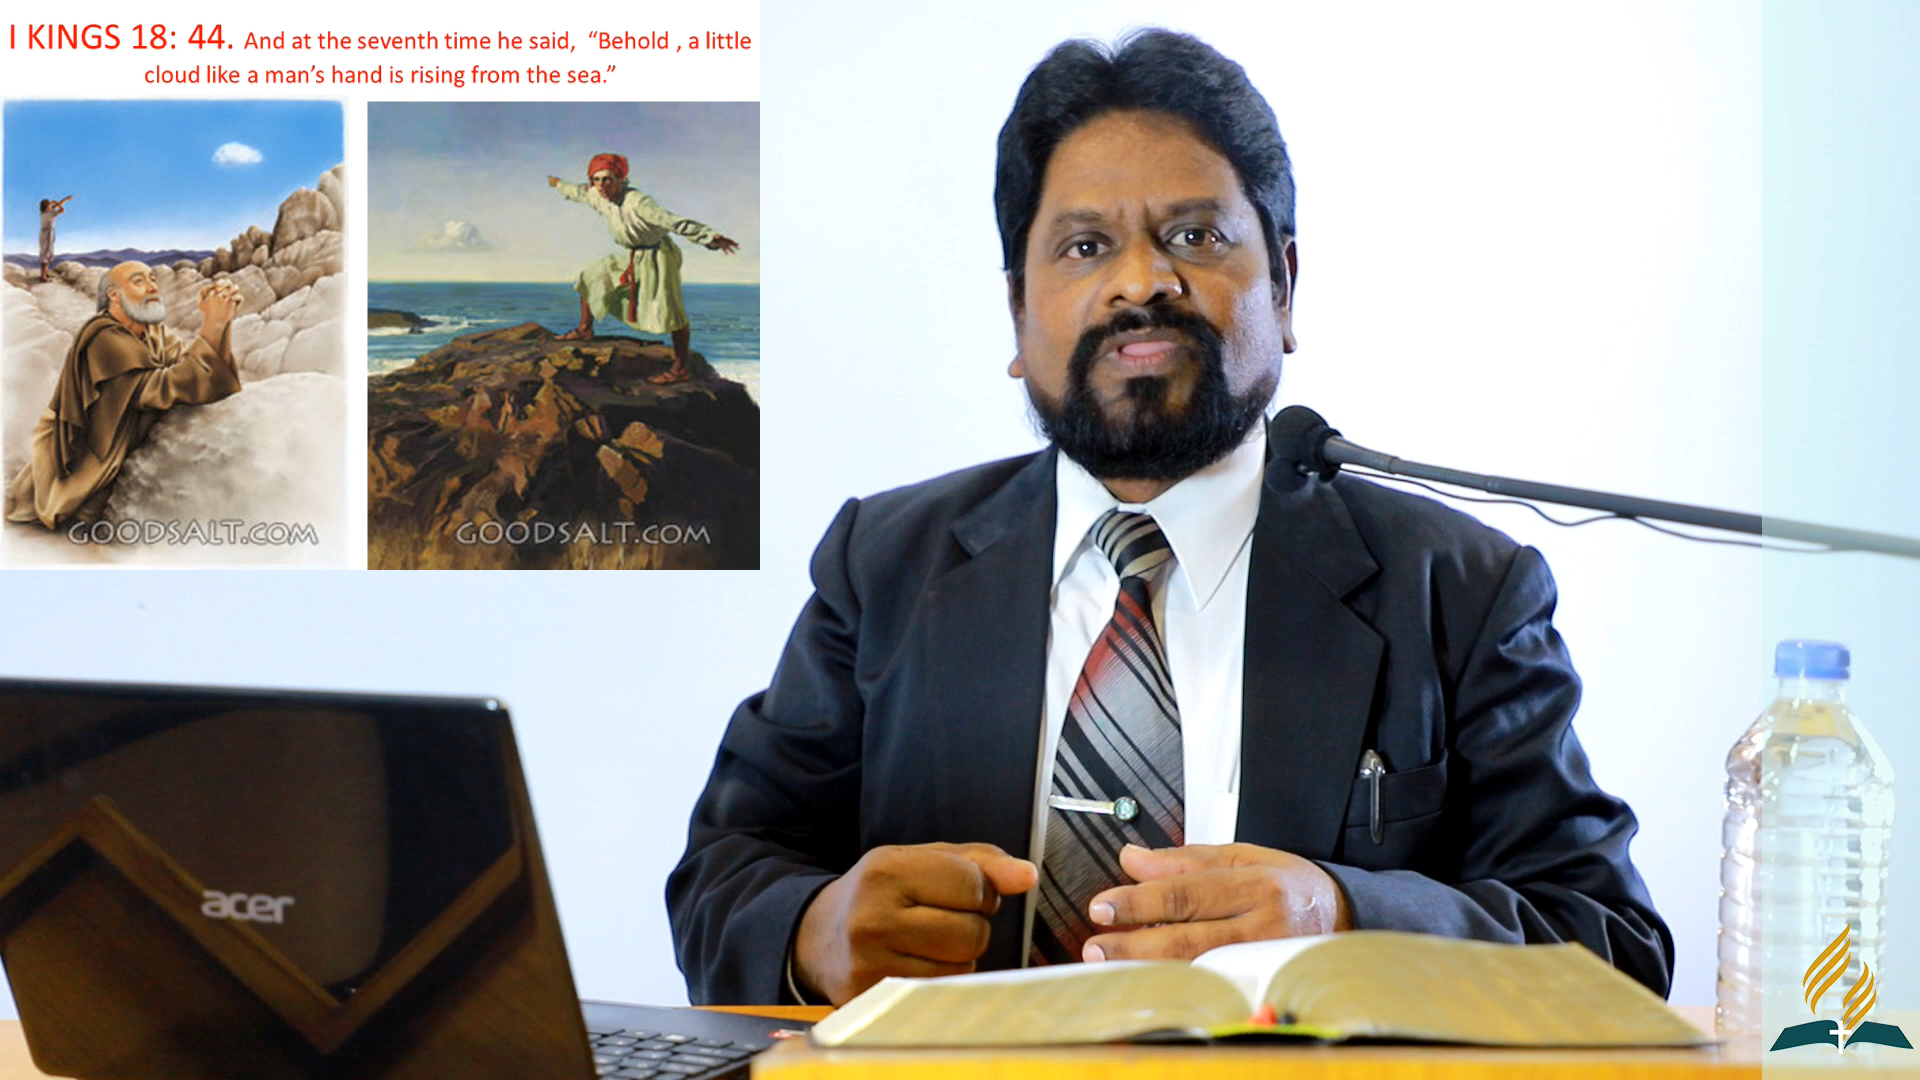 I KINGS 18: 44. And at the seventh time he said,  “Behold , a little
cloud like a man’s hand is rising from the sea.”
GOODSALT.COM
GOODSALT.COM
acer